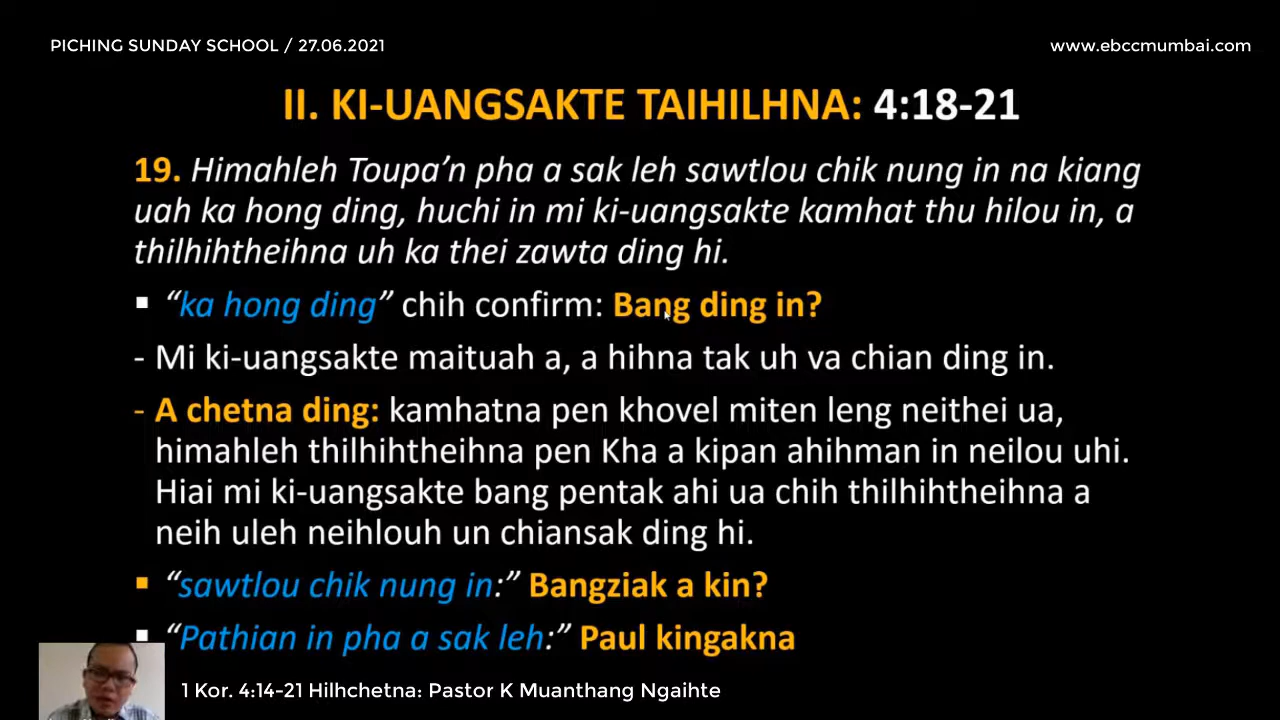 PICHING SUNDAY SCHOOL / 27.06.2021
www.ebccmumbai.com
II. KI-UANGSAKTE TAIHILHNA: 4:18-21
19. Himahleh Toupa’n pha a sak leh sawtlou chik nung in na kiang
uah ka hong ding, huchi in mi ki-uangsakte kamhat thu hilou in, a
thilhihtheihna uh ka thei zawta ding hi.
▪ “ka hong ding” chih confirm: Bang ding in?
- Mi ki-uangsakte maituah a, a hihna tak uh va chian ding in.
- A chetna ding: kamhatna pen khovel miten leng neithei ua,
himahleh thilhihtheihna pen Kha a kipan ahihman in neilou uhi.
Hiai mi ki-uangsakte bang pentak ahi ua chih thilhihtheihna a
neih uleh neihlouh un chiansak ding hi.
▪ “sawtlou chik nung in:” Bangziak a kin?
▪ “Pathian in pha a sak leh:” Paul kingakna
1 Kor. 4:14-21 Hilhchetna: Pastor K Muanthang Ngaihte